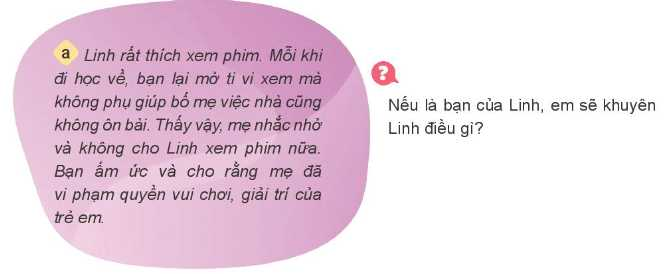 a Linh rất thích xem phim. Mỗi khi
đi học về, bạn lại mở ti vi xem mà
không phụ giúp bố mẹ việc nhà cũng
không ôn bài. Thấy vậy, mẹ nhắc nhở
và không cho Linh xem phim nữa.
Bạn ấm ức và cho rằng mẹ đã
vi phạm quyền vui chơi, giải trí của
trẻ em.
?
Nếu là bạn của Linh, em sẽ khuyên
Linh điều gì?